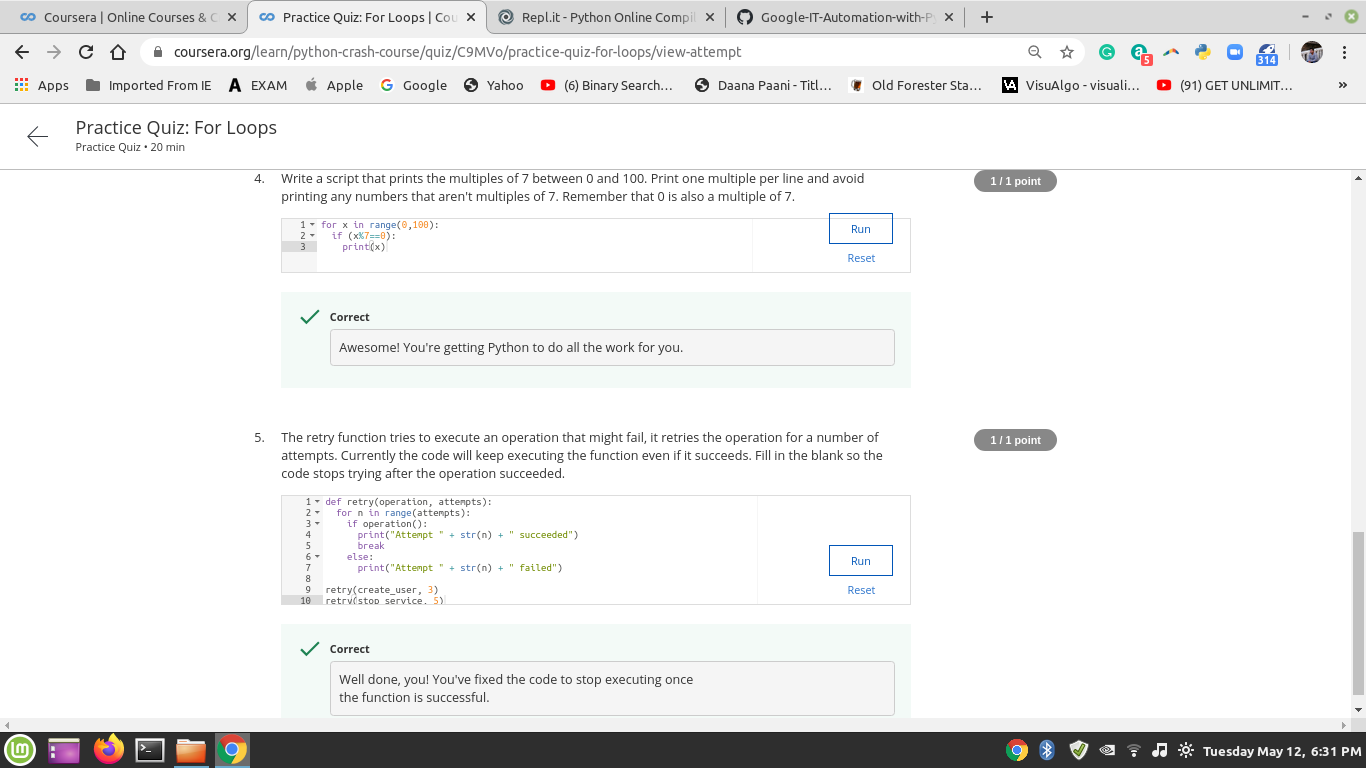 Coursera | Online Courses & C
Practice Quiz: For Loops | Cou
Repl.it - Python Online Compil
Google-IT-Automation-with-P
coursera.org/learn/python-crash-course/quiz/C9MVo/practice-quiz-for-loops/view-attempt
5
314
Apps
Imported From IE
EXAM
Apple
Google
Yahoo
(6) Binary Search...
Daana Paani - Titl...
Old Forester Sta...
VisuAlgo - visuali...
(91) GET UNLIMIT...
»
Practice Quiz: For Loops
Practice Quiz • 20 min
4. Write a script that prints the multiples of 7 between 0 and 100. Print one multiple per line and avoid
printing any numbers that aren't multiples of 7. Remember that 0 is also a multiple of 7.
1 / 1 point
1 for x in range(0,100):
2 if (x%7==0):
3 print(x)
Run
Reset
Correct
Awesome! You're getting Python to do all the work for you.
5. The retry function tries to execute an operation that might fail, it retries the operation for a number of
attempts. Currently the code will keep executing the function even if it succeeds. Fill in the blank so the
code stops trying after the operation succeeded.
1 / 1 point
1 def retry(operation, attempts):
2 for n in range(attempts):
3 if operation():
4 print("Attempt " + str(n) + " succeeded")
5 break
6 else:
7 print("Attempt " + str(n) + " failed")
8
9 retry(create_user, 3)
10 retry(stop_service, 5)
Run
Reset
Correct
Well done, you! You've fixed the code to stop executing once
the function is successful.
Tuesday May 12, 6:31 PM